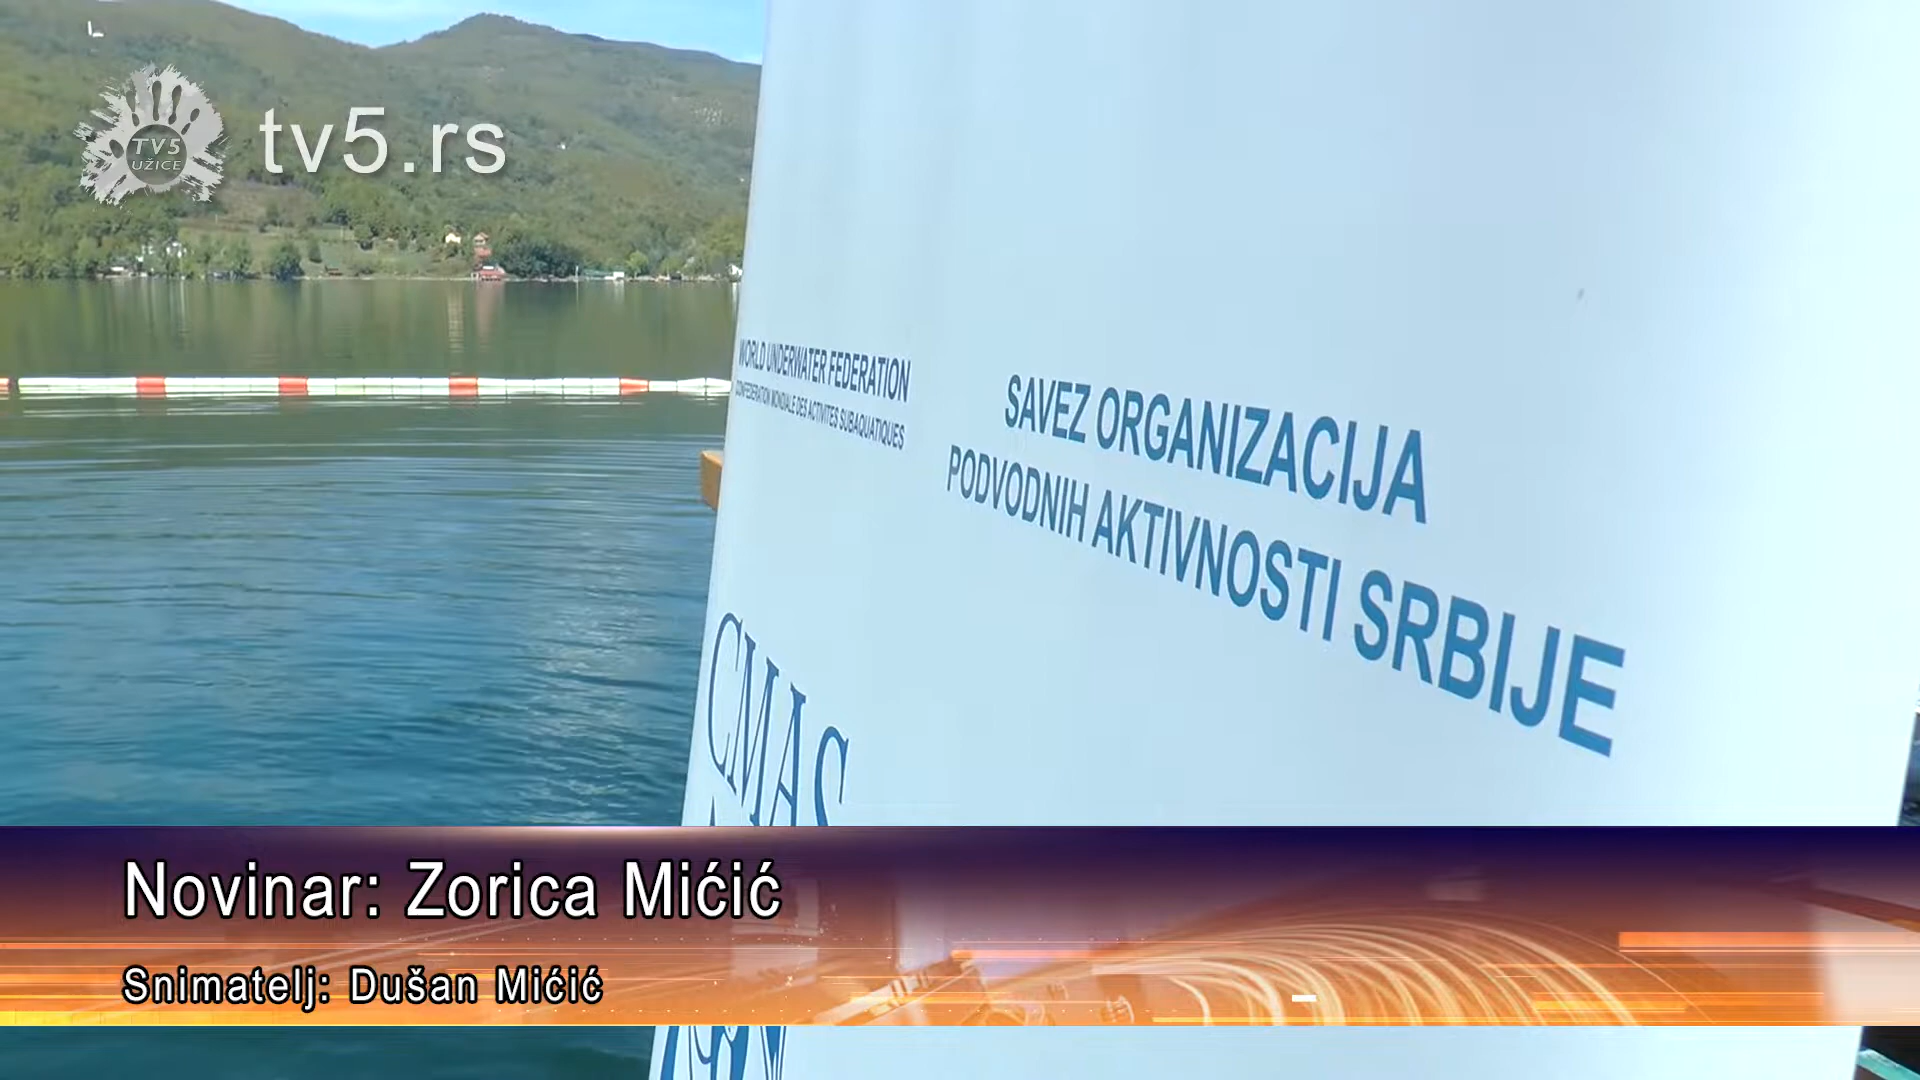 TV5
UŽICE
tv5.rs
WORLD UNDERWATER FEDERATION
CONFEDERATION MONDIALE DES ACTIVITES SUBAQUATIQUES
SAVEZ ORGANIZACIJA
PODVODNIH AKTIVNOSTI SRBIJE
CMAS
Novinar: Zorica Mićić
Snimatelj: Dušan Mićić